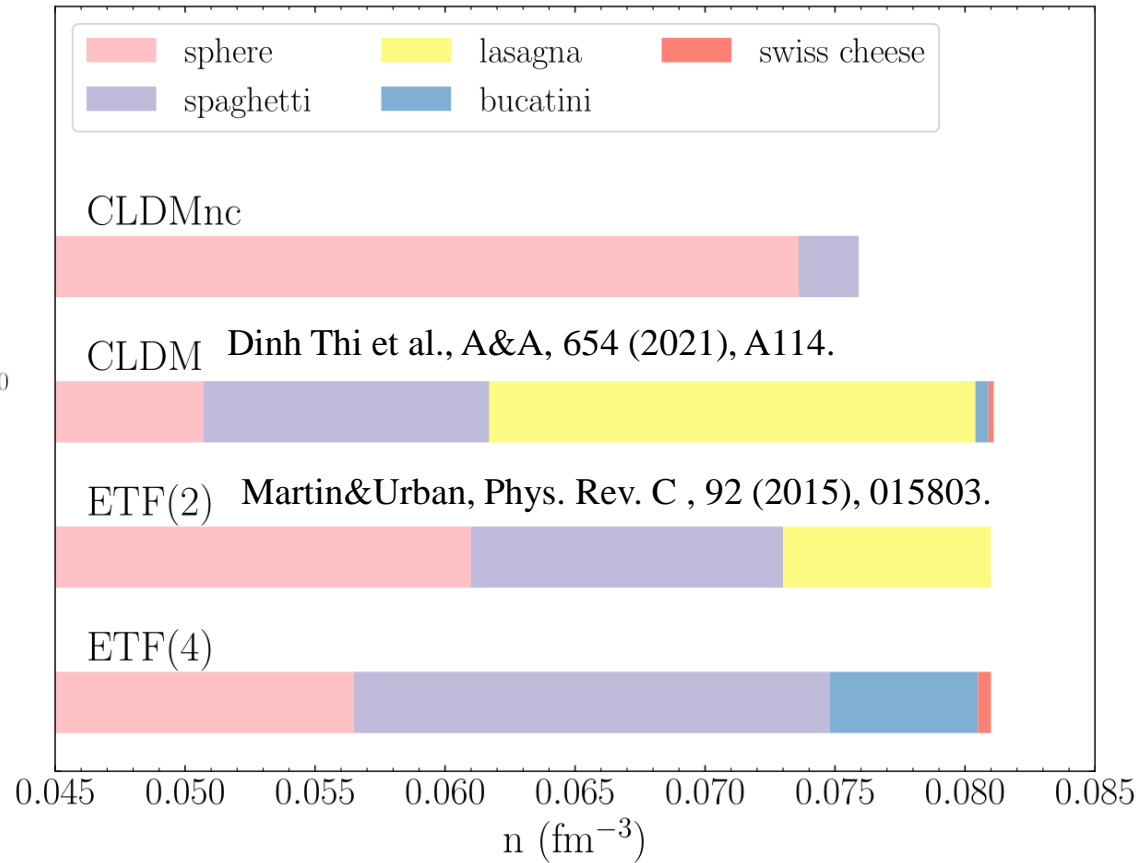 sphere lasagna swiss cheese
spaghetti bucatini
CLDMnc
CLDM Dinh Thi et al., A&A, 654 (2021), A114.
0
ETF(2) Martin&Urban, Phys. Rev. C , 92 (2015), 015803.
ETF(4)
0.045 0.050 0.055 0.060 0.065 0.070 0.075 0.080 0.085
n (fm⁻³)